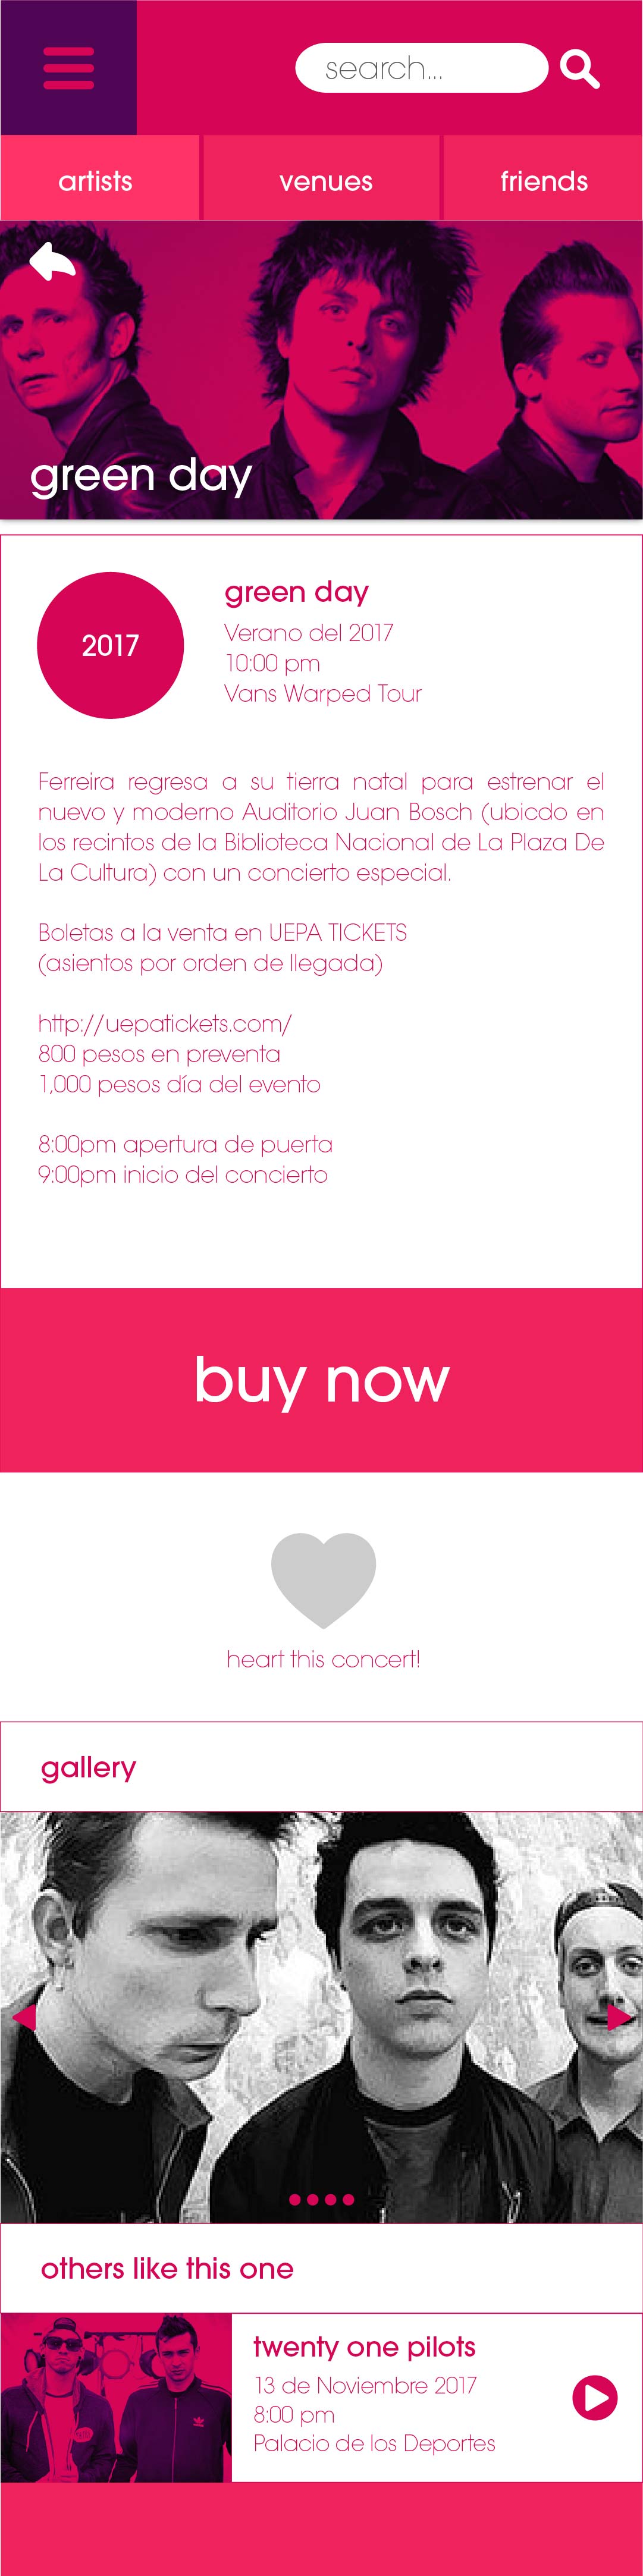 search...
artists
venues
friends
green day
2017
green day
Verano del 2017
10:00 pm
Vans Warped Tour
Ferreira regresa a su tierra natal para estrenar el
nuevo y moderno Auditorio Juan Bosch (ubicdo en
los recintos de la Biblioteca Nacional de La Plaza De
La Cultura) con un concierto especial.
Boletas a la venta en UEPA TICKETS
(asientos por orden de llegada)
http://uepatickets.com/
800 pesos en preventa
1,000 pesos día del evento
8:00pm apertura de puerta
9:00pm inicio del concierto
buy now
heart this concert!
gallery
others like this one
twenty one pilots
13 de Noviembre 2017
8:00 pm
Palacio de los Deportes